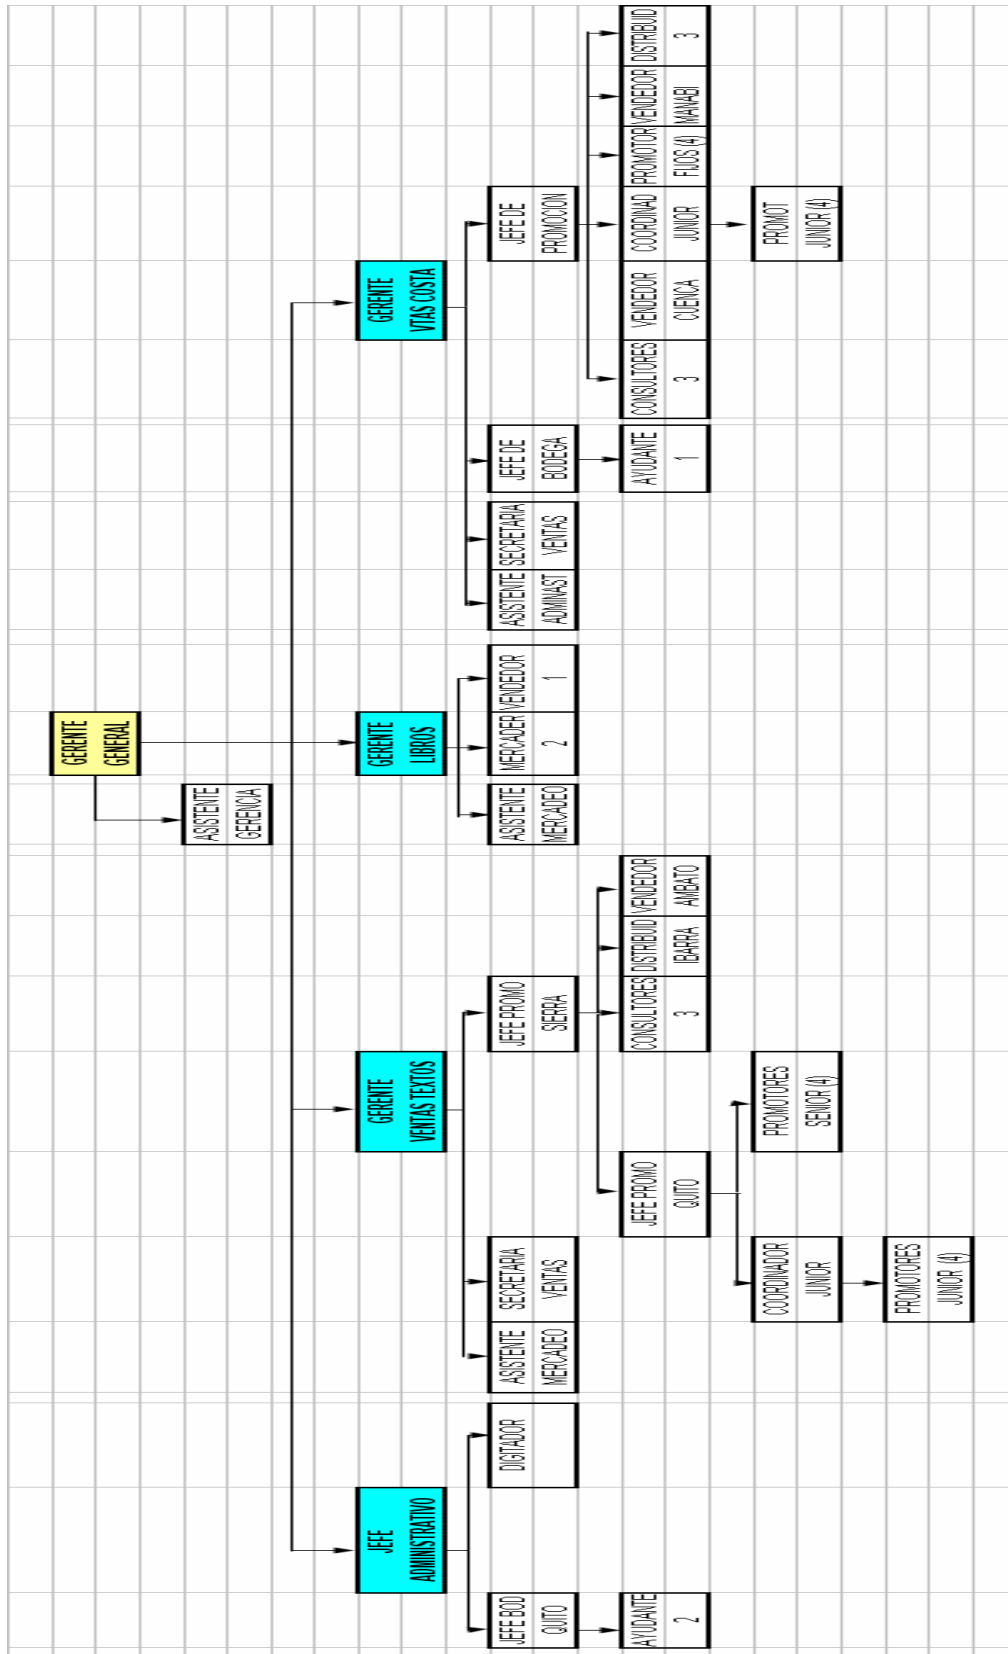 GERENTE
GENERAL
ASISTENTE
GERENCIA
JEFE
ADMINISTRATIVO
GERENTE
VENTAS TEXTOS
GERENTE
LIBROS
GERENTE
VTAS COSTA
JEFE BOD
QUITO
DIGITADOR
ASISTENTE
MERCADEO
SECRETARIA
VENTAS
JEFE PROMO
SIERRA
ASISTENTE
MERCADEO
MERCADER
2
VENDEDOR
1
ASISTENTE
ADMINAST
SECRETARIA
VENTAS
JEFE DE
BODEGA
JEFE DE
PROMOCION
AYUDANTE
2
JEFE PROMO
QUITO
CONSULTORES
3
DISTRIBUID
IBARRA
VENDEDOR
AMBATO
AYUDANTE
1
CONSULTORES
3
VENDEDOR
CUENCA
COORDINAD
JUNIOR
PROMOTOR
FIJOS (4)
VENDEDOR
MANABI
DISTRIBUID
3
COORDINADOR
JUNIOR
PROMOTORES
SENIOR (4)
PROMOT
JUNIOR (4)
PROMOTORES
JUNIOR (4)